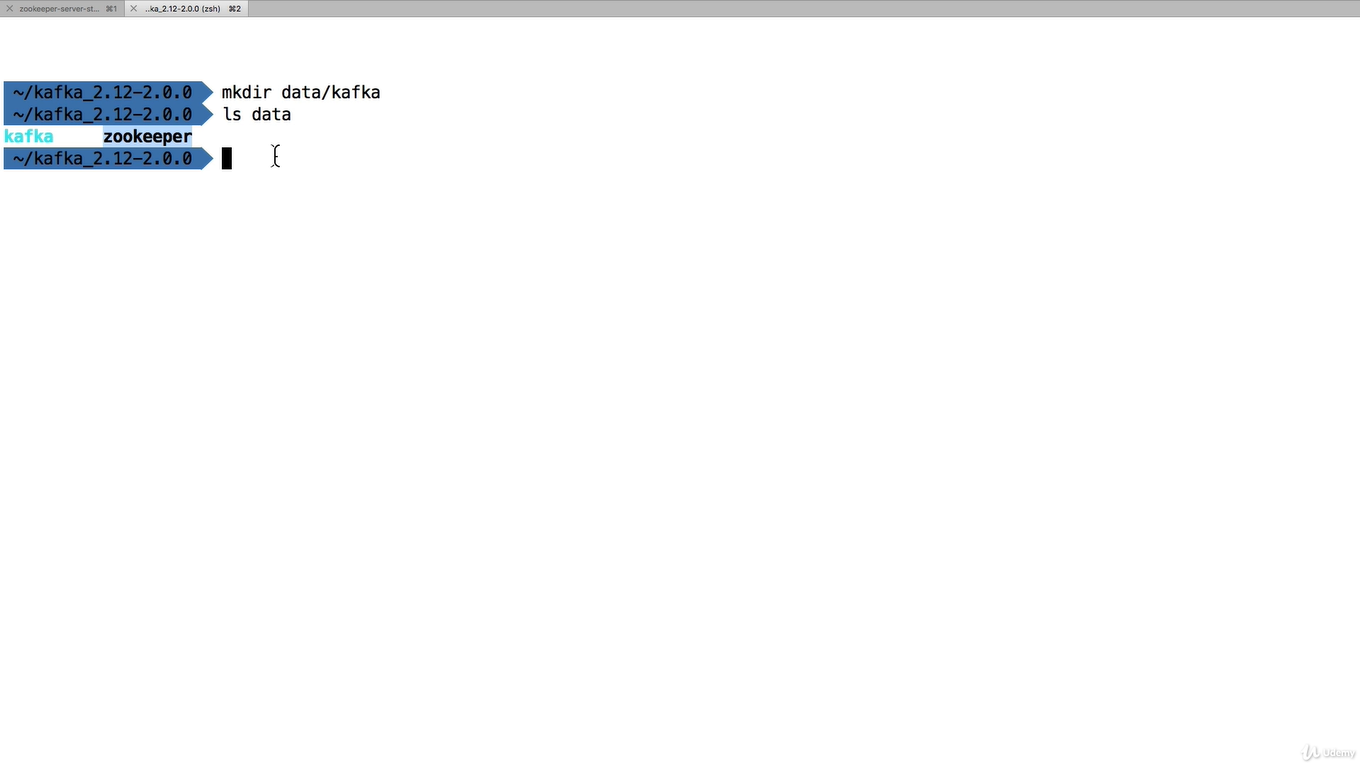 zookeeper-server-st... ⌘1 ..ka_2.12-2.0.0 (zsh) ⌘2
~/kafka_2.12-2.0.0 mkdir data/kafka
~/kafka_2.12-2.0.0 ls data
kafka zookeeper
~/kafka_2.12-2.0.0
Udemy